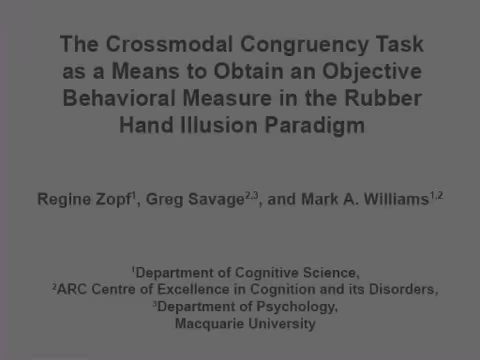 The Crossmodal Congruency Task
as a Means to Obtain an Objective
Behavioral Measure in the Rubber
Hand Illusion Paradigm
Regine Zopf¹, Greg Savage²,³, and Mark A. Williams¹,²
¹Department of Cognitive Science,
²ARC Centre of Excellence in Cognition and its Disorders,
³Department of Psychology,
Macquarie University